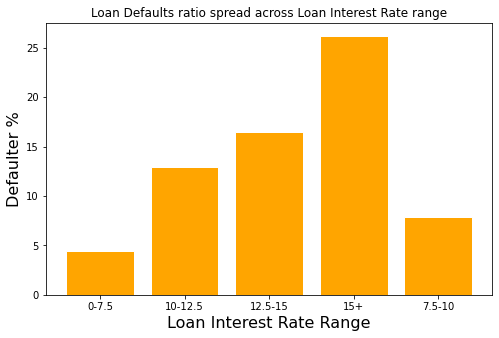 Loan Defaults ratio spread across Loan Interest Rate range
Defaulter %
25
20
15
10
5
0
0-7.5 10-12.5 12.5-15 15+ 7.5-10
Loan Interest Rate Range